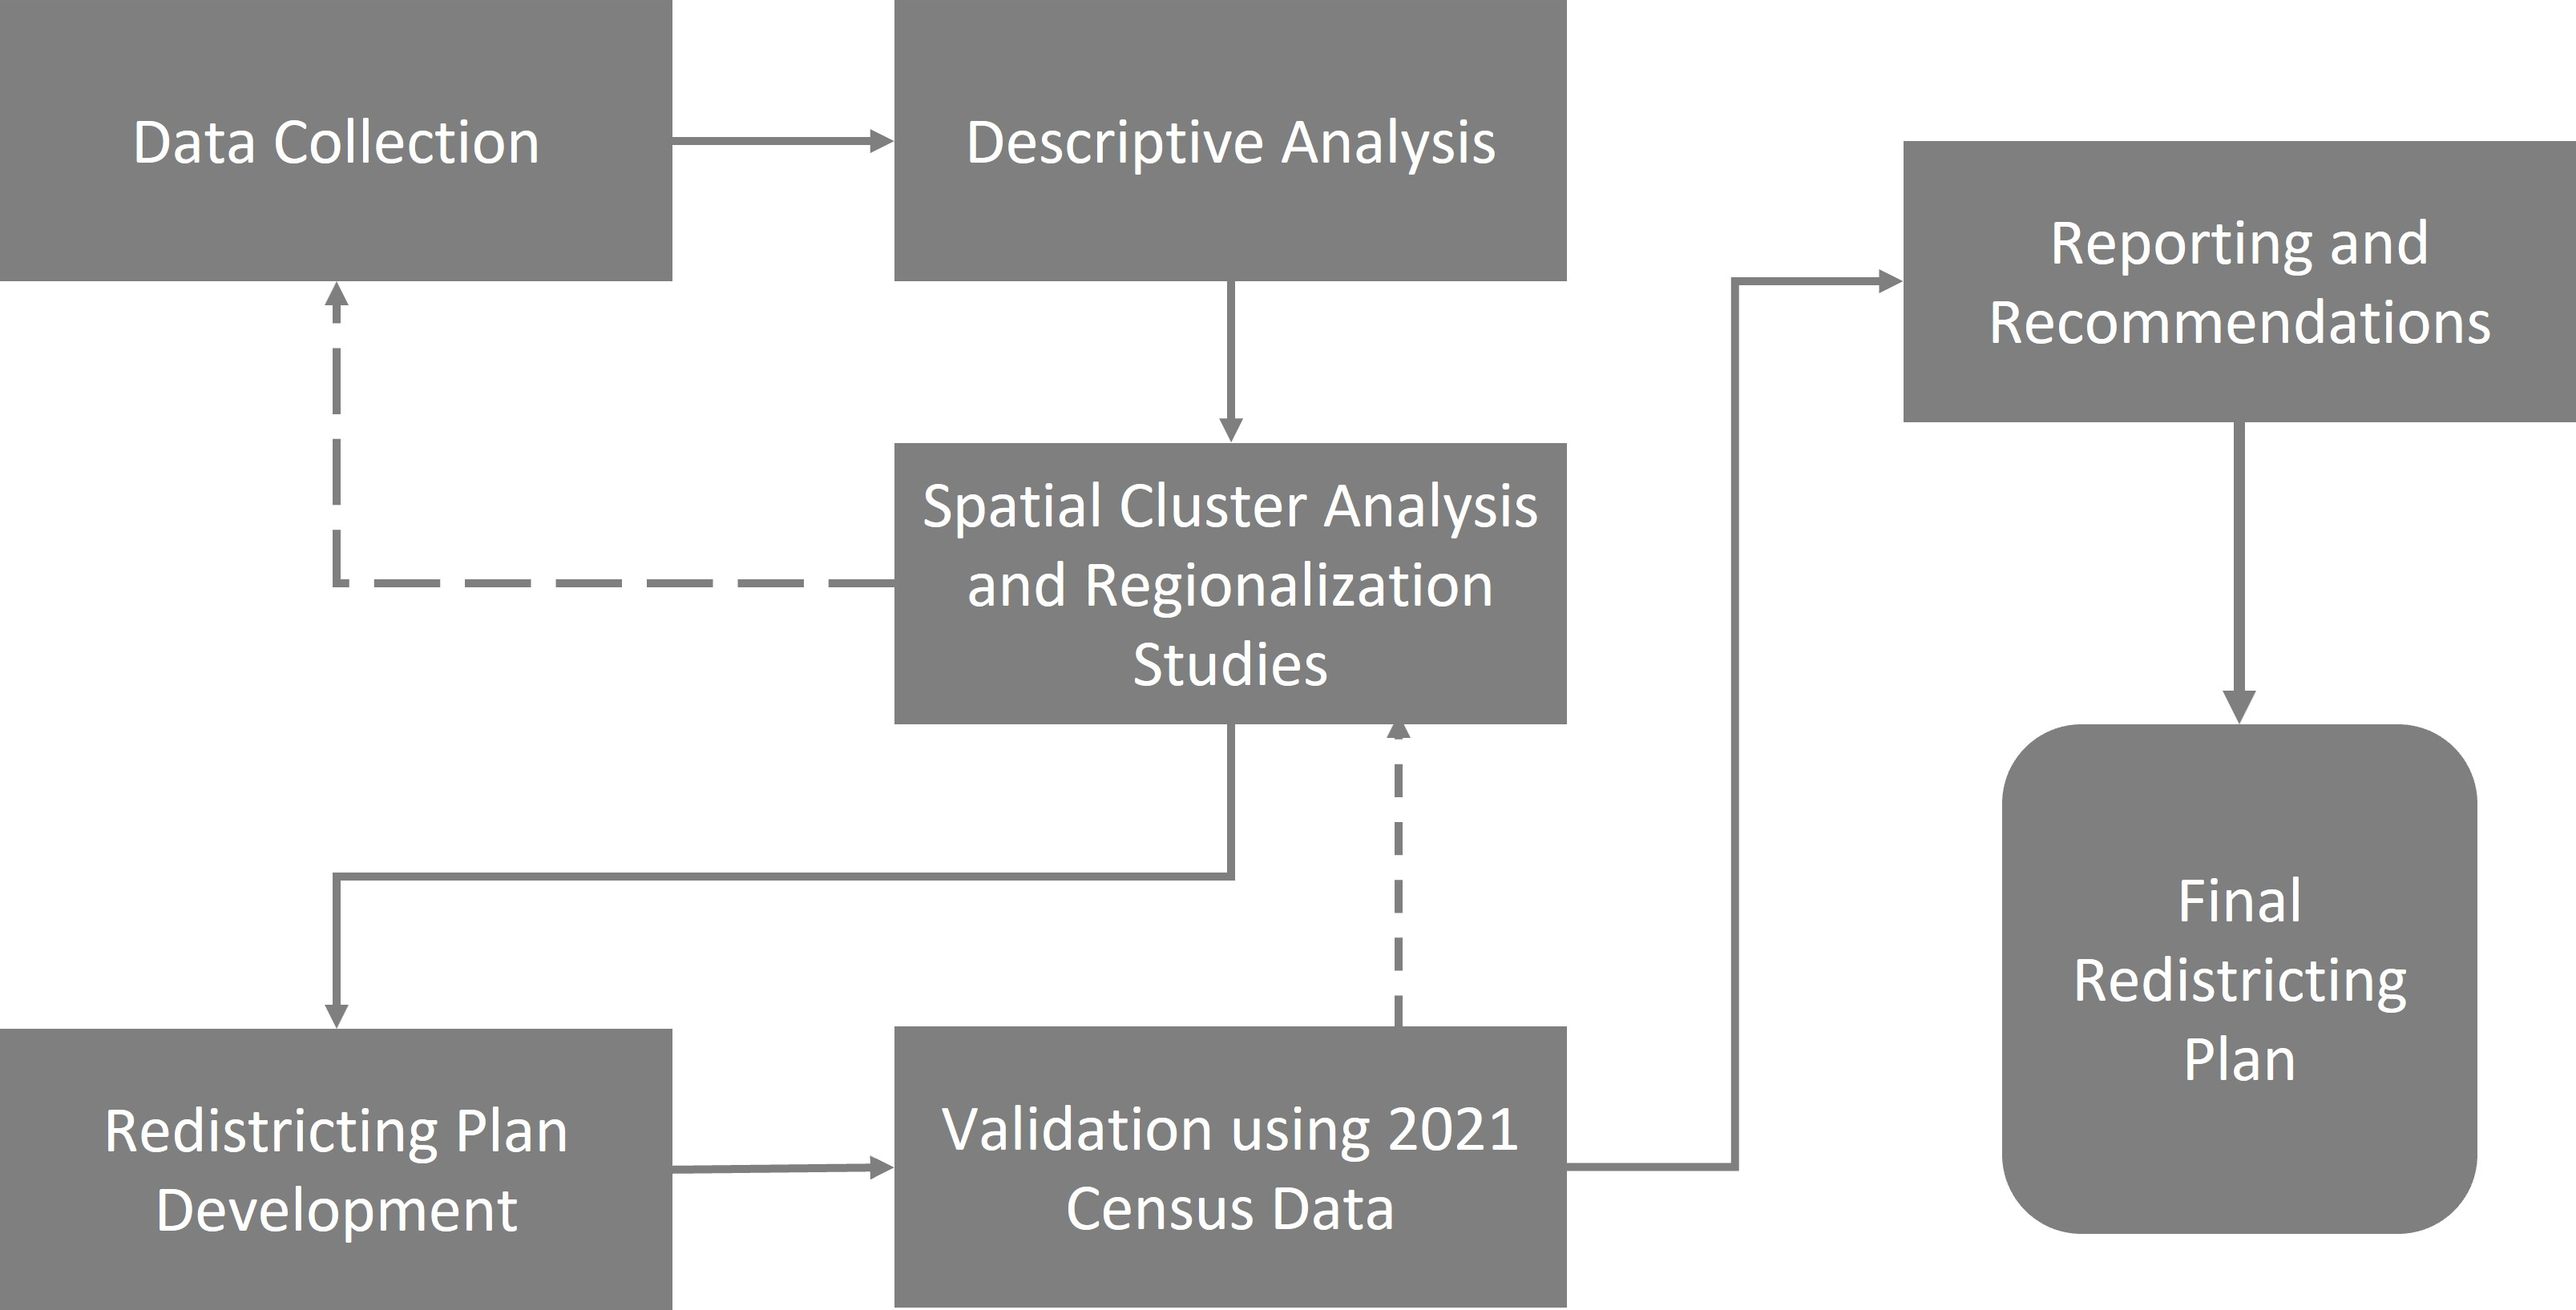 Data Collection
Descriptive Analysis
Spatial Cluster Analysis
and Regionalization
Studies
Redistricting Plan
Development
Validation using 2021
Census Data
Reporting and
Recommendations
Final
Redistricting
Plan